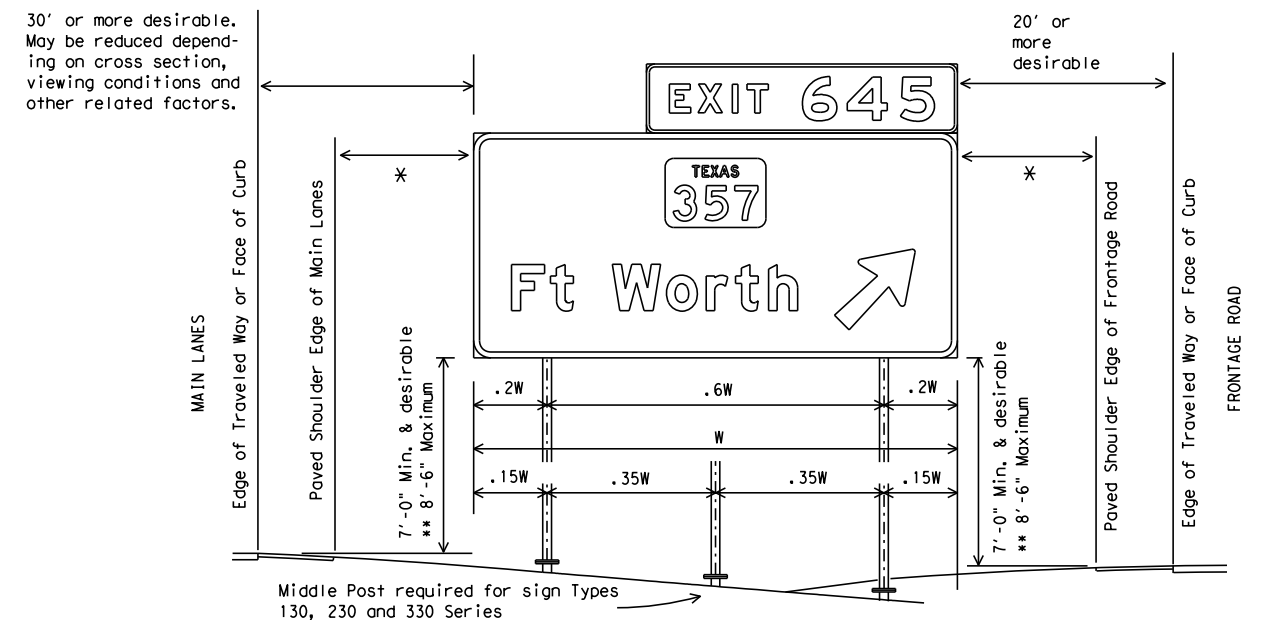 30' or more desirable.
May be reduced depend-
ing on cross section,
viewing conditions and
other related factors.
20' or
more
desirable
EXIT 645
TEXAS
357
Ft Worth
*
*
MAIN LANES
Edge of Traveled Way or Face of Curb
Paved Shoulder Edge of Main Lanes
7'-0" Min. & desirable
** 8'-6" Maximum
.2W
.6W
.2W
W
.15W
.35W
.35W
.15W
7'-0" Min. & desirable
** 8'-6" Maximum
Paved Shoulder Edge of Frontage Road
Edge of Traveled Way or Face of Curb
FRONTAGE ROAD
Middle Post required for sign Types
130, 230 and 330 Series